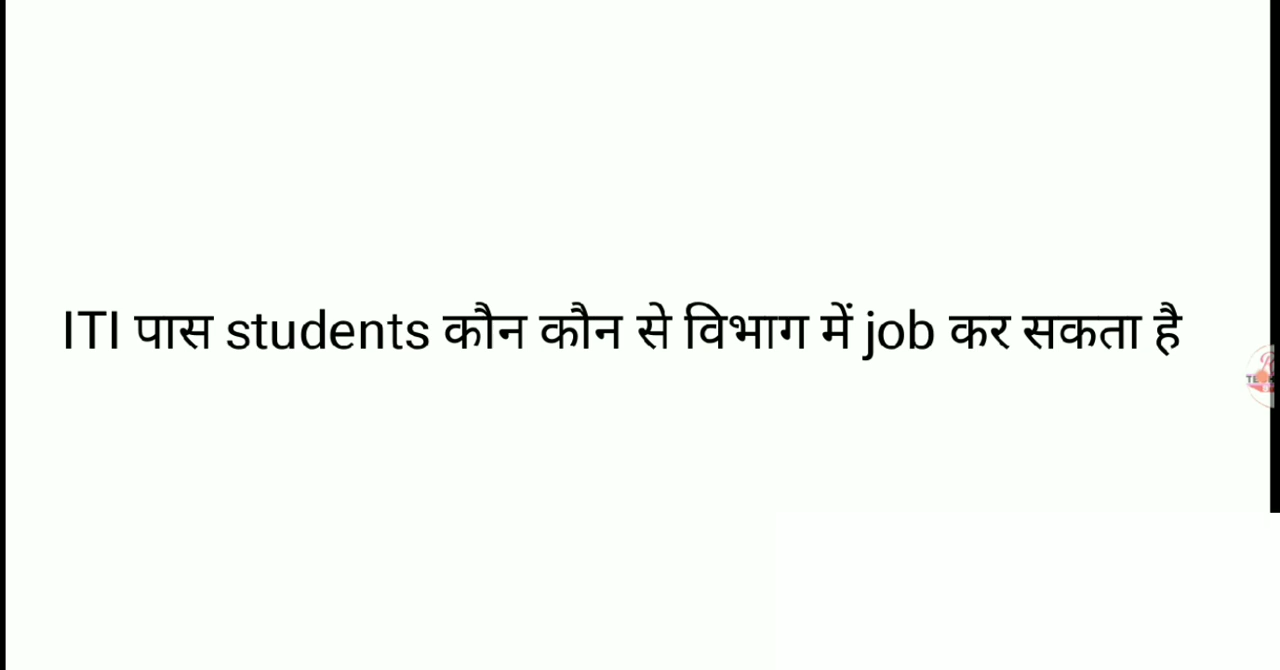 ITI पास students कौन कौन से विभाग में job कर सकता है